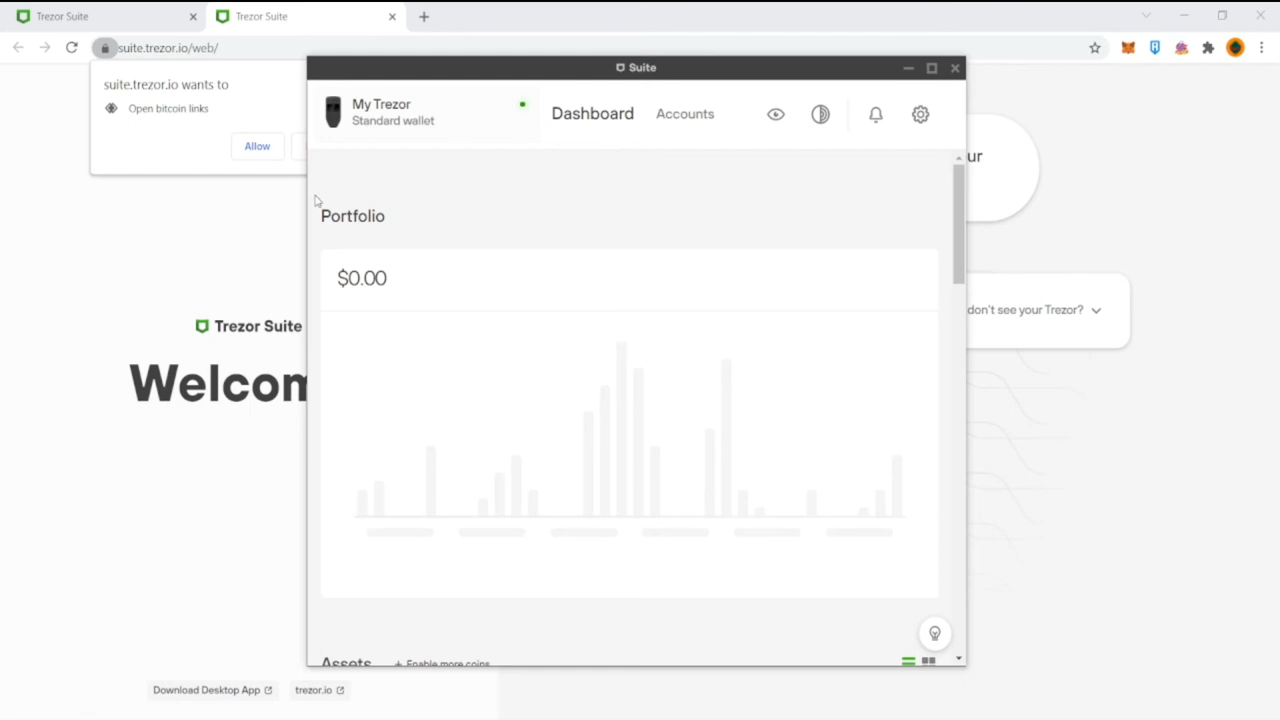 Trezor Suite
Trezor Suite
suite.trezor.io/web/
suite.trezor.io wants to
Open bitcoin links
Allow
Suite
My Trezor
Standard wallet
Dashboard
Accounts
Portfolio
$0.00
Assets
+ Enable more coins
ur
don't see your Trezor?
Trezor Suite
Welcom
Download Desktop App
trezor.io